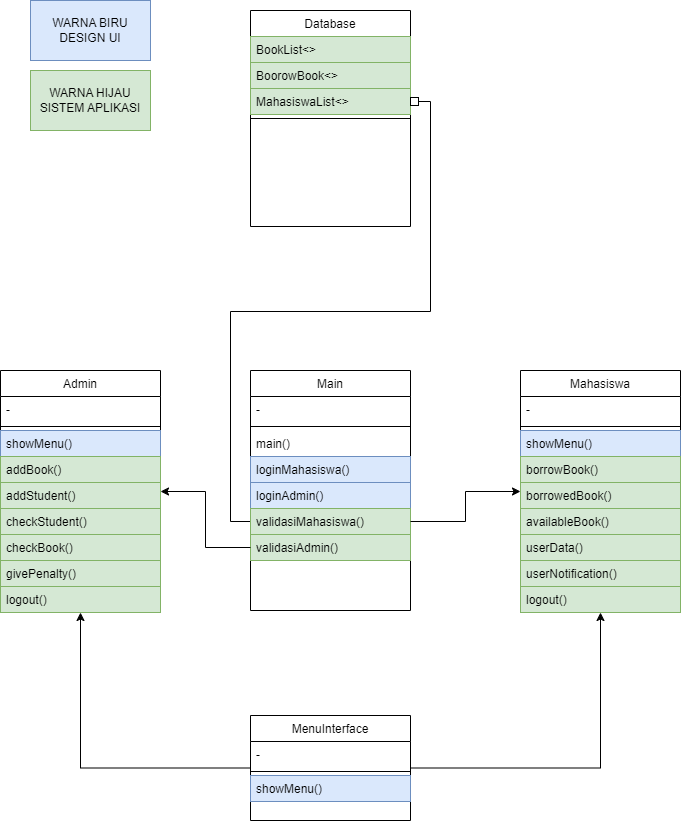 WARNA BIRU
DESIGN UI
WARNA HIJAU
SISTEM APLIKASI
Database
BookList<>
BoorowBook<>
MahasiswaList<>
Admin
-
showMenu()
addBook()
addStudent()
checkStudent()
checkBook()
givePenalty()
logout()
Main
-
main()
loginMahasiswa()
loginAdmin()
validasiMahasiswa()
validasiAdmin()
Mahasiswa
-
showMenu()
borrowBook()
borrowedBook()
availableBook()
userData()
userNotification()
logout()
MenuInterface
-
showMenu()